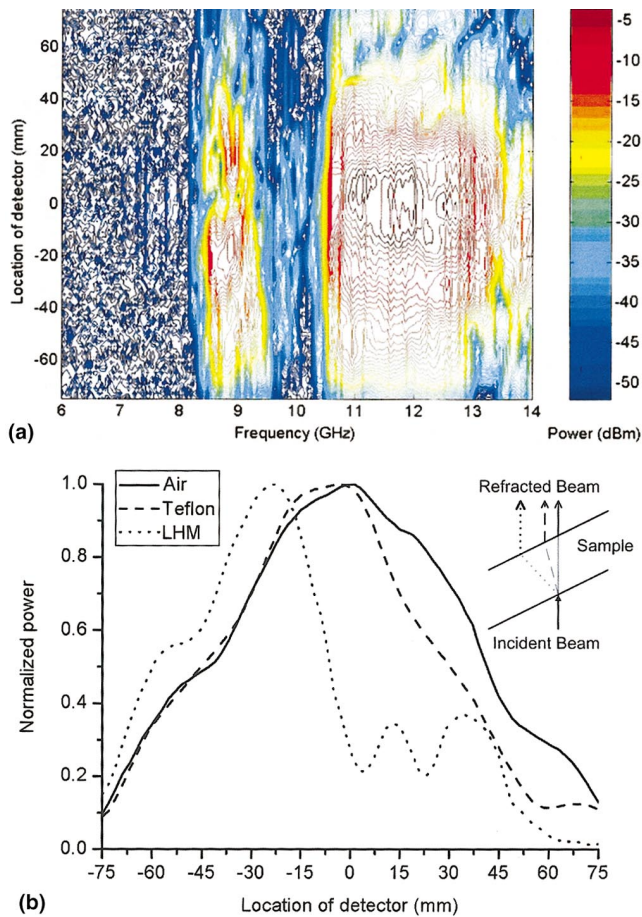 60
40
20
0
-20
-40
-60
Location of detector (mm)
6 7 8 9 10 11 12 13 14
Frequency (GHz)
-5
-10
-15
-20
-25
-30
-35
-40
-45
-50
Power (dBm)
(a)
Air
Teflon
LHM
Refracted Beam
Sample
Incident Beam
1.0
0.8
0.6
0.4
0.2
0.0
Normalized power
-75 -60 -45 -30 -15 0 15 30 45 60 75
Location of detector (mm)
(b)